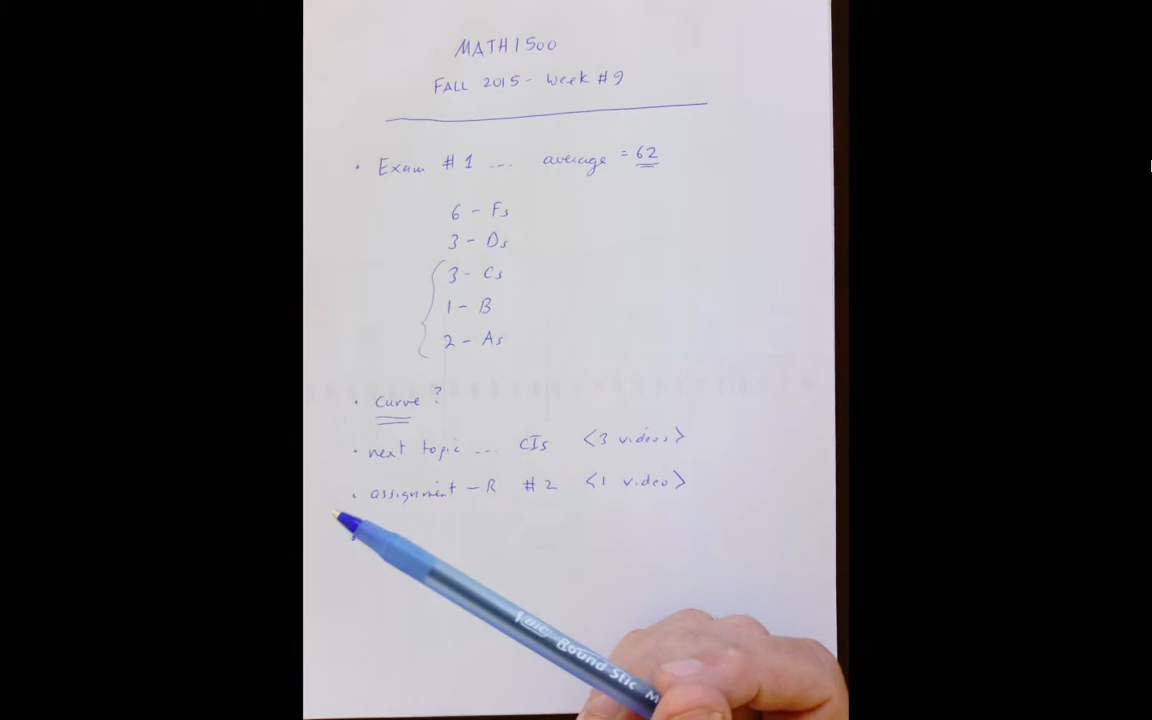 MATH1500
FALL 2015 - Week #9
• Exam #1 ... average = 62
6 - Fs
3 - Ds
3 - Cs
1 - B
2 - As
• Curve?
• next topic ... CIs <3 videos>
• assignment - R #2 <1 video>
BIC Round Stic M